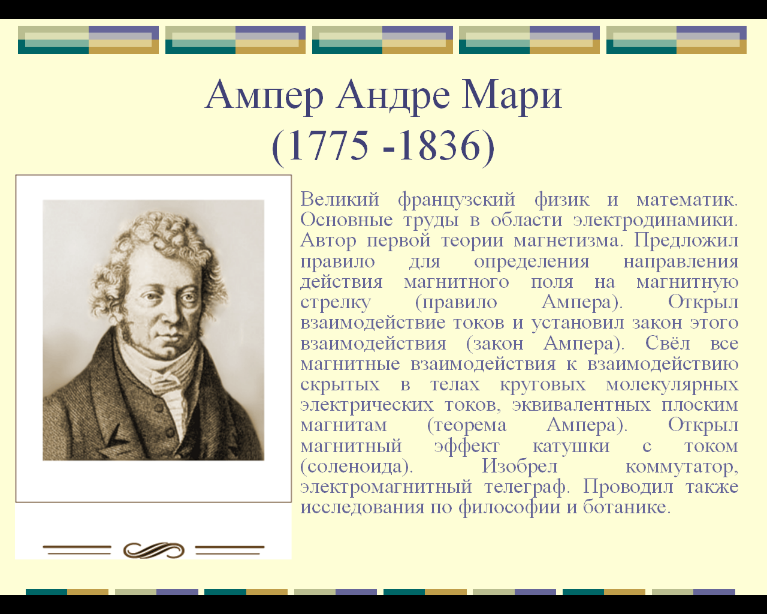 Ампер Андре Мари
(1775 -1836)
Великий французский физик и математик.
Основные труды в области электродинамики.
Автор первой теории магнетизма. Предложил
правило для определения направления
действия магнитного поля на магнитную
стрелку (правило Ампера). Открыл
взаимодействие токов и установил закон этого
взаимодействия (закон Ампера). Свёл все
магнитные взаимодействия к взаимодействию
скрытых в телах круговых молекулярных
электрических токов, эквивалентных плоским
магнитам (теорема Ампера). Открыл
магнитный эффект катушки с током
(соленоида). Изобрел коммутатор,
электромагнитный телеграф. Проводил также
исследования по философии и ботанике.